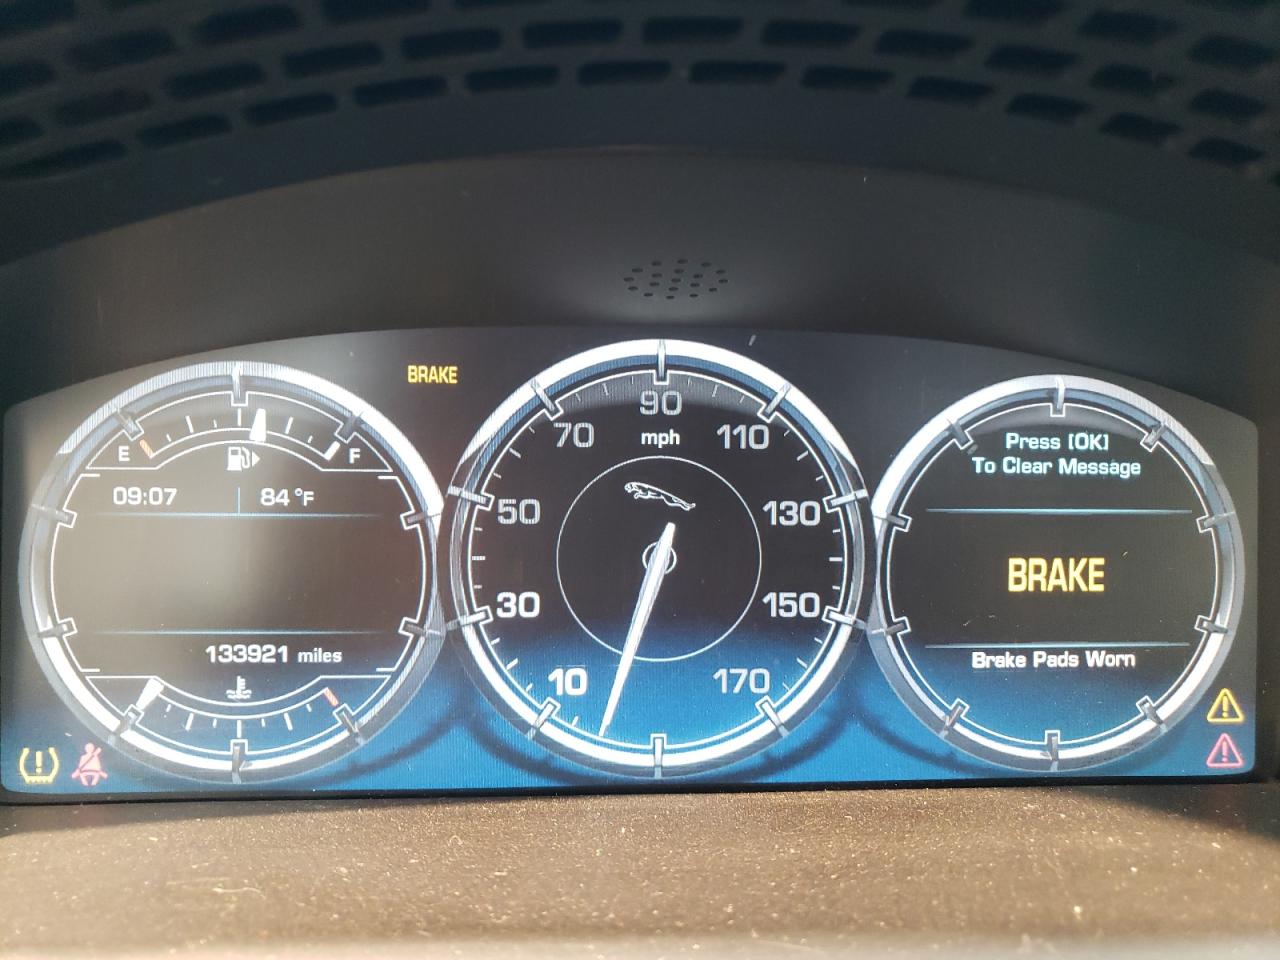 BRAKE
E
F
09:07
84 °F
133921 miles
90
70
mph
110
50
130
30
150
10
170
Press [OK]
To Clear Message
BRAKE
Brake Pads Worn